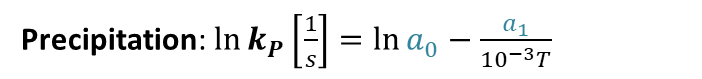 Precipitation: ln k_P [1/s] = ln a_0 − a_1 / 10^{−3}T